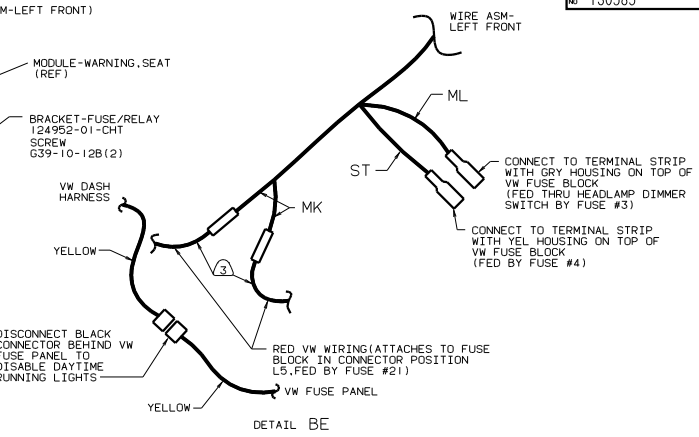 M-LEFT FRONT)
No 130585
WIRE ASM-
LEFT FRONT
MODULE-WARNING,SEAT
(REF)
BRACKET-FUSE/RELAY
124952-01-CHT
SCREW
G39-10-12B(2)
ML
ST
VW DASH
HARNESS
MK
CONNECT TO TERMINAL STRIP
WITH GRY HOUSING ON TOP OF
VW FUSE BLOCK
(FED THRU HEADLAMP DIMMER
SWITCH BY FUSE #3)
CONNECT TO TERMINAL STRIP
WITH YEL HOUSING ON TOP OF
VW FUSE BLOCK
(FED BY FUSE #4)
YELLOW
3
DISCONNECT BLACK
CONNECTOR BEHIND VW
FUSE PANEL TO
DISABLE DAYTIME
RUNNING LIGHTS
RED VW WIRING(ATTACHES TO FUSE
BLOCK IN CONNECTOR POSITION
L5,FED BY FUSE #21)
VW FUSE PANEL
YELLOW
DETAIL BE